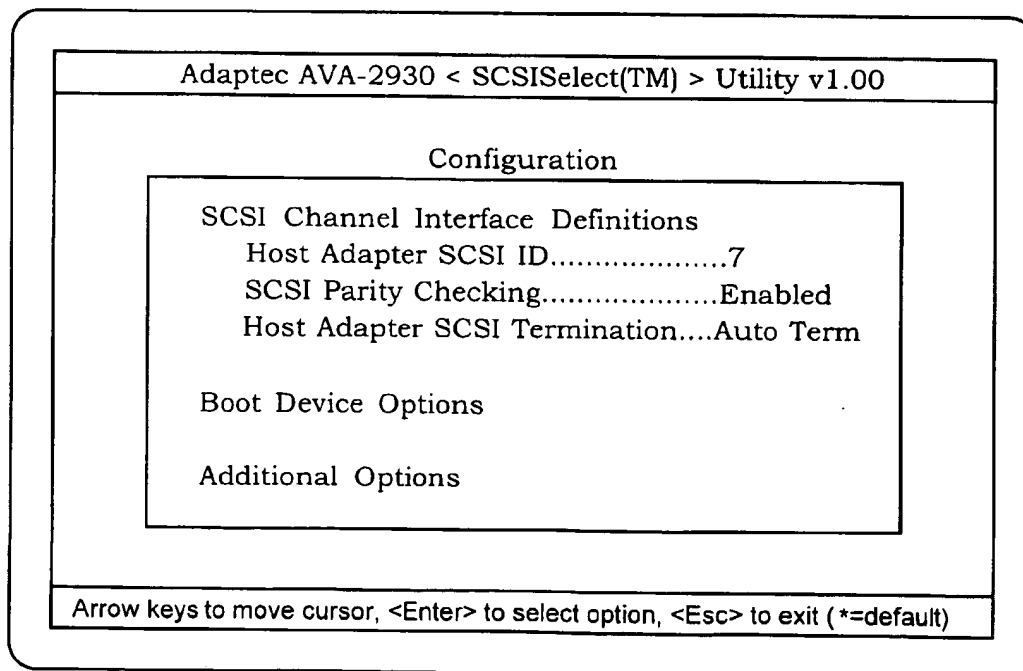 Adaptec AVA-2930 < SCSISelect(TM) > Utility v1.00
Configuration
SCSI Channel Interface Definitions
Host Adapter SCSI ID....................7
SCSI Parity Checking....................Enabled
Host Adapter SCSI Termination....Auto Term
Boot Device Options
Additional Options
Arrow keys to move cursor, <Enter> to select option, <Esc> to exit (*=default)